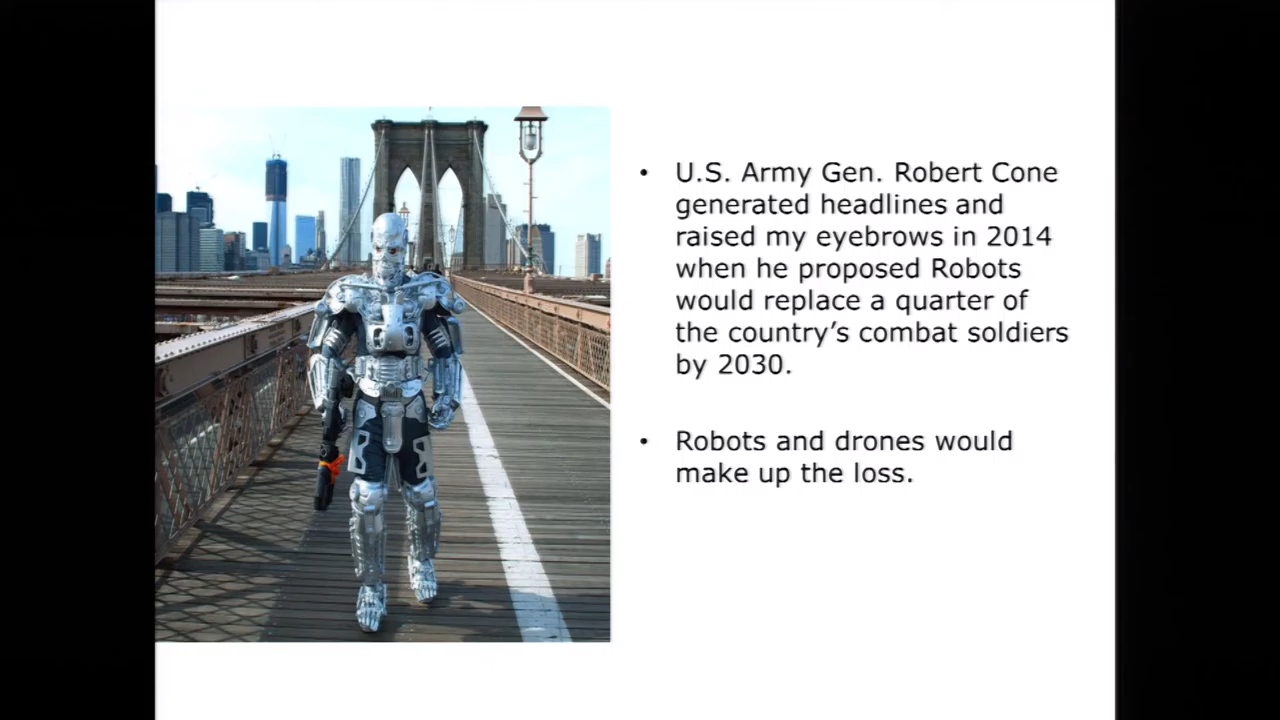 • U.S. Army Gen. Robert Cone
generated headlines and
raised my eyebrows in 2014
when he proposed Robots
would replace a quarter of
the country’s combat soldiers
by 2030.
• Robots and drones would
make up the loss.